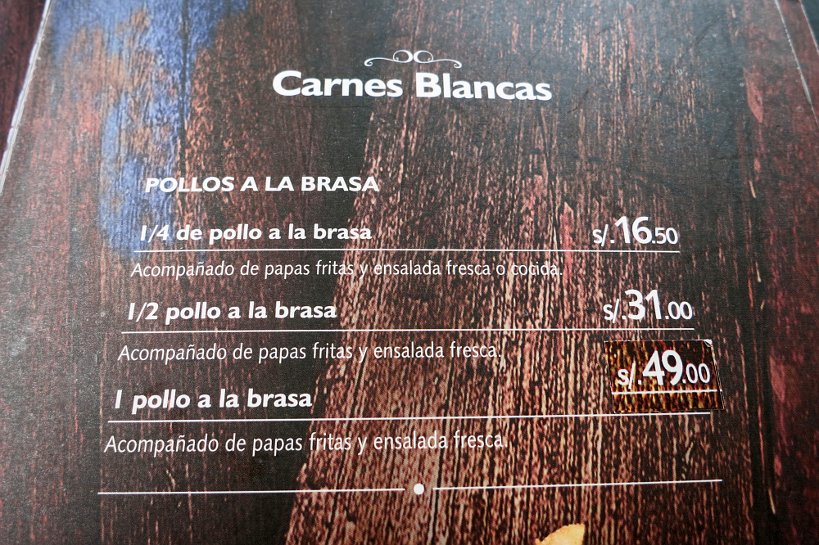 Carnes Blancas
POLLOS A LA BRASA
1/4 de pollo a la brasa S/.16.50
Acompañado de papas fritas y ensalada fresca o cocida.
1/2 pollo a la brasa S/.31.00
Acompañado de papas fritas y ensalada fresca.
1 pollo a la brasa S/.49.00
Acompañado de papas fritas y ensalada fresca.